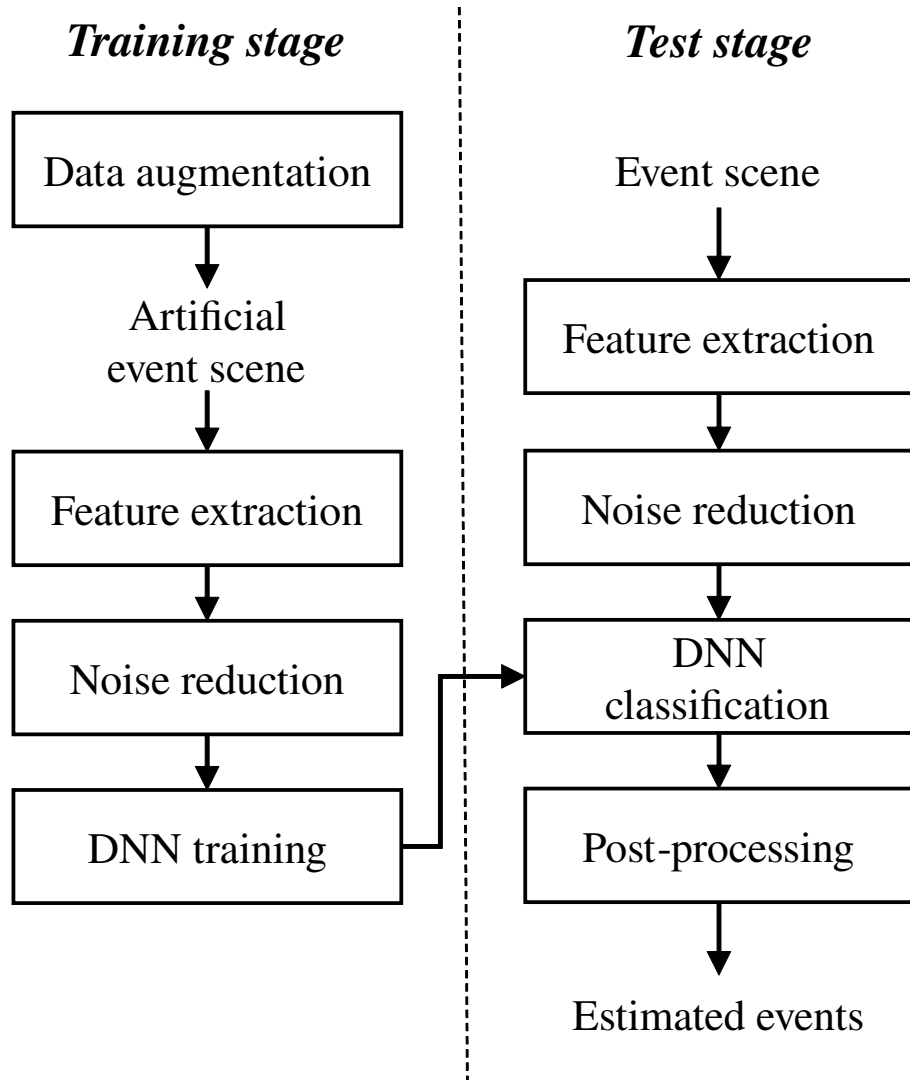 Training stage
Data augmentation
Artificial
event scene
Feature extraction
Noise reduction
DNN training
Test stage
Event scene
Feature extraction
Noise reduction
DNN
classification
Post-processing
Estimated events